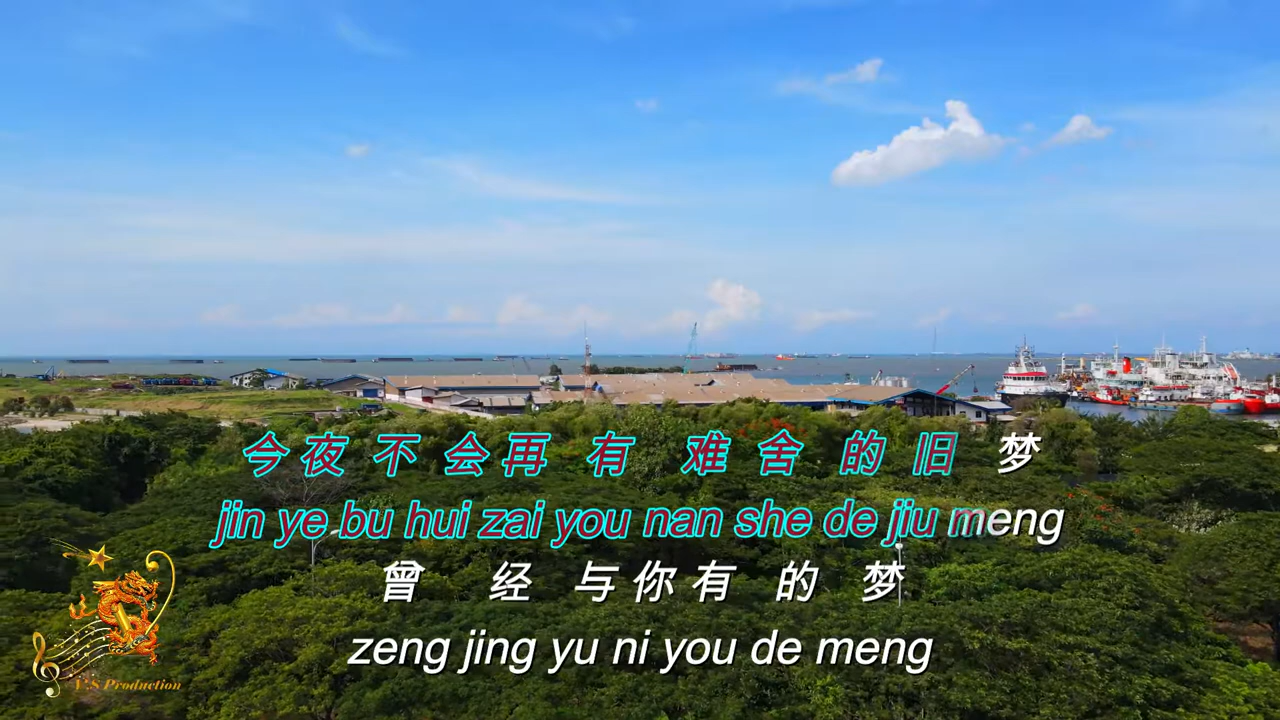 今夜不会再有难舍的旧梦
jin ye bu hui zai you nan she de jiu meng
曾经与你有的梦
zeng jing yu ni you de meng
V.S Production